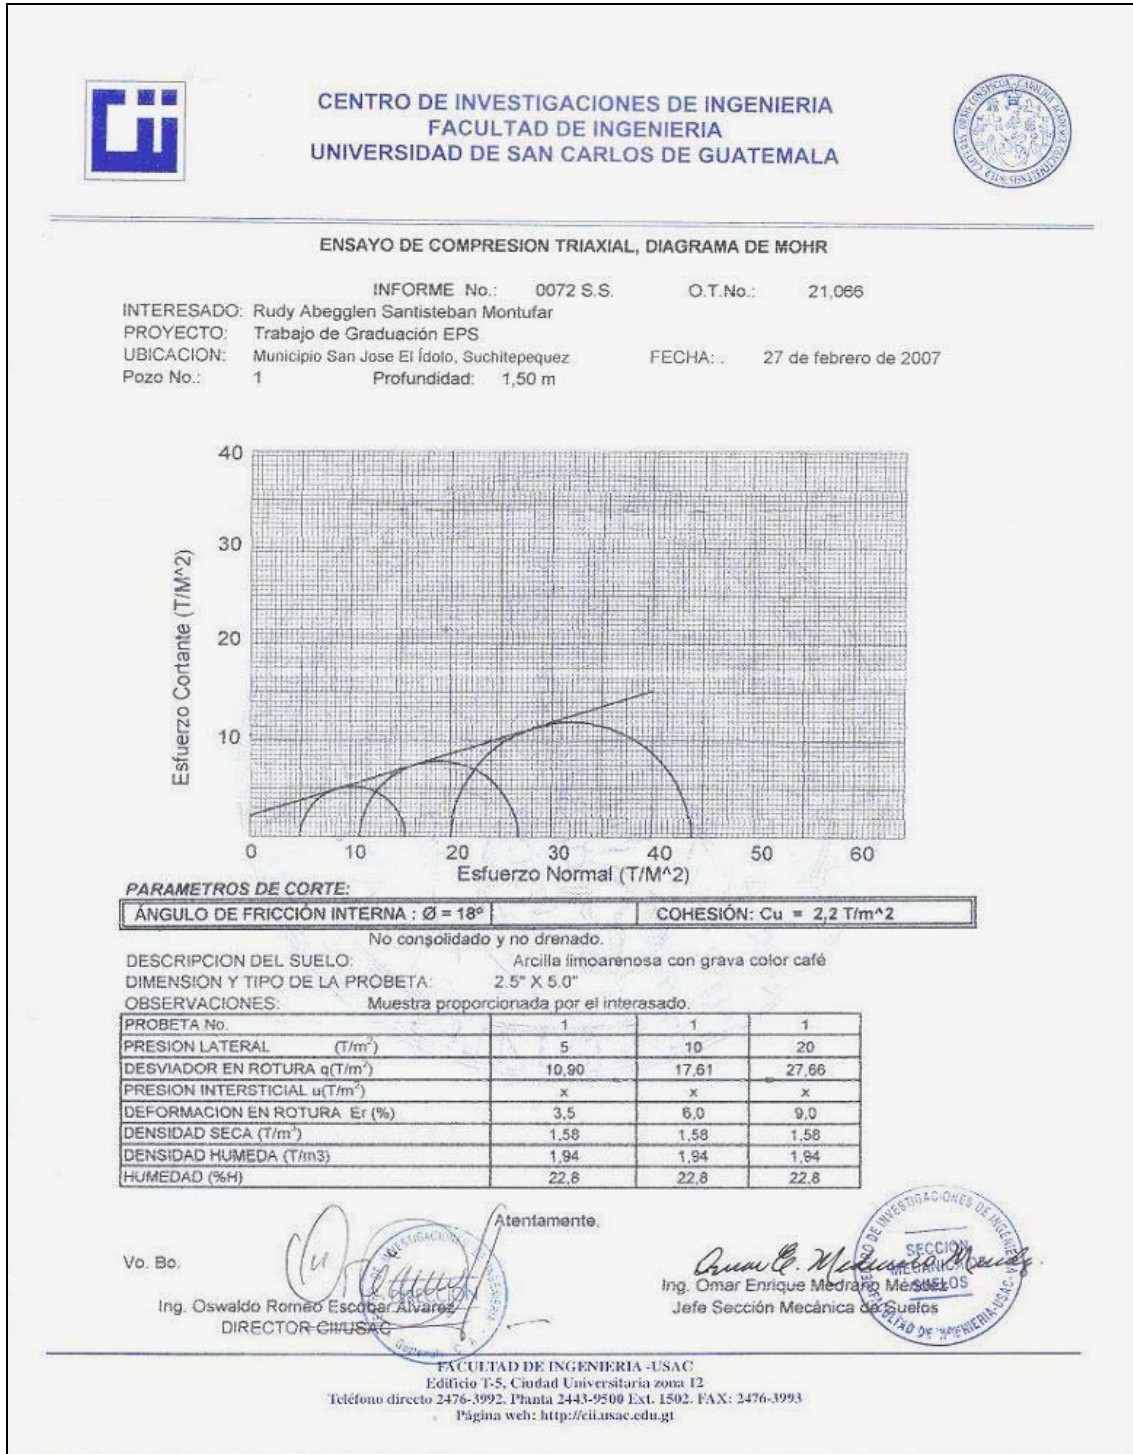 CENTRO DE INVESTIGACIONES DE INGENIERIA
FACULTAD DE INGENIERIA
UNIVERSIDAD DE SAN CARLOS DE GUATEMALA
ENSAYO DE COMPRESION TRIAXIAL, DIAGRAMA DE MOHR
INFORME No.: 0072 S.S. O.T.No.: 21,066
INTERESADO: Rudy Abegglen Santisteban Montufar
PROYECTO: Trabajo de Graduación EPS
UBICACION: Municipio San Jose El Ídolo, Suchitepequez FECHA: . 27 de febrero de 2007
Pozo No.: 1 Profundidad: 1,50 m
40
30
20
10
Esfuerzo Cortante (T/M^2)
0 10 20 30 40 50 60
Esfuerzo Normal (T/M^2)
PARAMETROS DE CORTE:
ÁNGULO DE FRICCIÓN INTERNA : Ø = 18º COHESIÓN: Cu = 2,2 T/m^2
No consolidado y no drenado.
DESCRIPCION DEL SUELO: Arcilla limoarenosa con grava color café
DIMENSION Y TIPO DE LA PROBETA: 2.5" X 5.0"
OBSERVACIONES: Muestra proporcionada por el interasado.
PROBETA No. 1 1 1
PRESION LATERAL (T/m²) 5 10 20
DESVIADOR EN ROTURA q(T/m²) 10,90 17,61 27,66
PRESION INTERSTICIAL u(T/m²) x x x
DEFORMACION EN ROTURA Er (%) 3,5 6,0 9,0
DENSIDAD SECA (T/m³) 1,58 1,58 1,58
DENSIDAD HUMEDA (T/m3) 1,94 1,94 1,94
HUMEDAD (%H) 22,8 22,8 22,8
Atentamente,
Vo. Bo.
Ing. Oswaldo Romeo Escobar Alvarez
DIRECTOR CII/USAC
Ing. Omar Enrique Medrano Méndez
Jefe Sección Mecánica de Suelos
SECCION
MECANICA
SUELOS
FACULTAD DE INGENIERIA -USAC
Edificio T-5, Ciudad Universitaria zona 12
Teléfono directo 2476-3992. Planta 2443-9500 Ext. 1502. FAX: 2476-3993
Página web: http://cii.usac.edu.gt